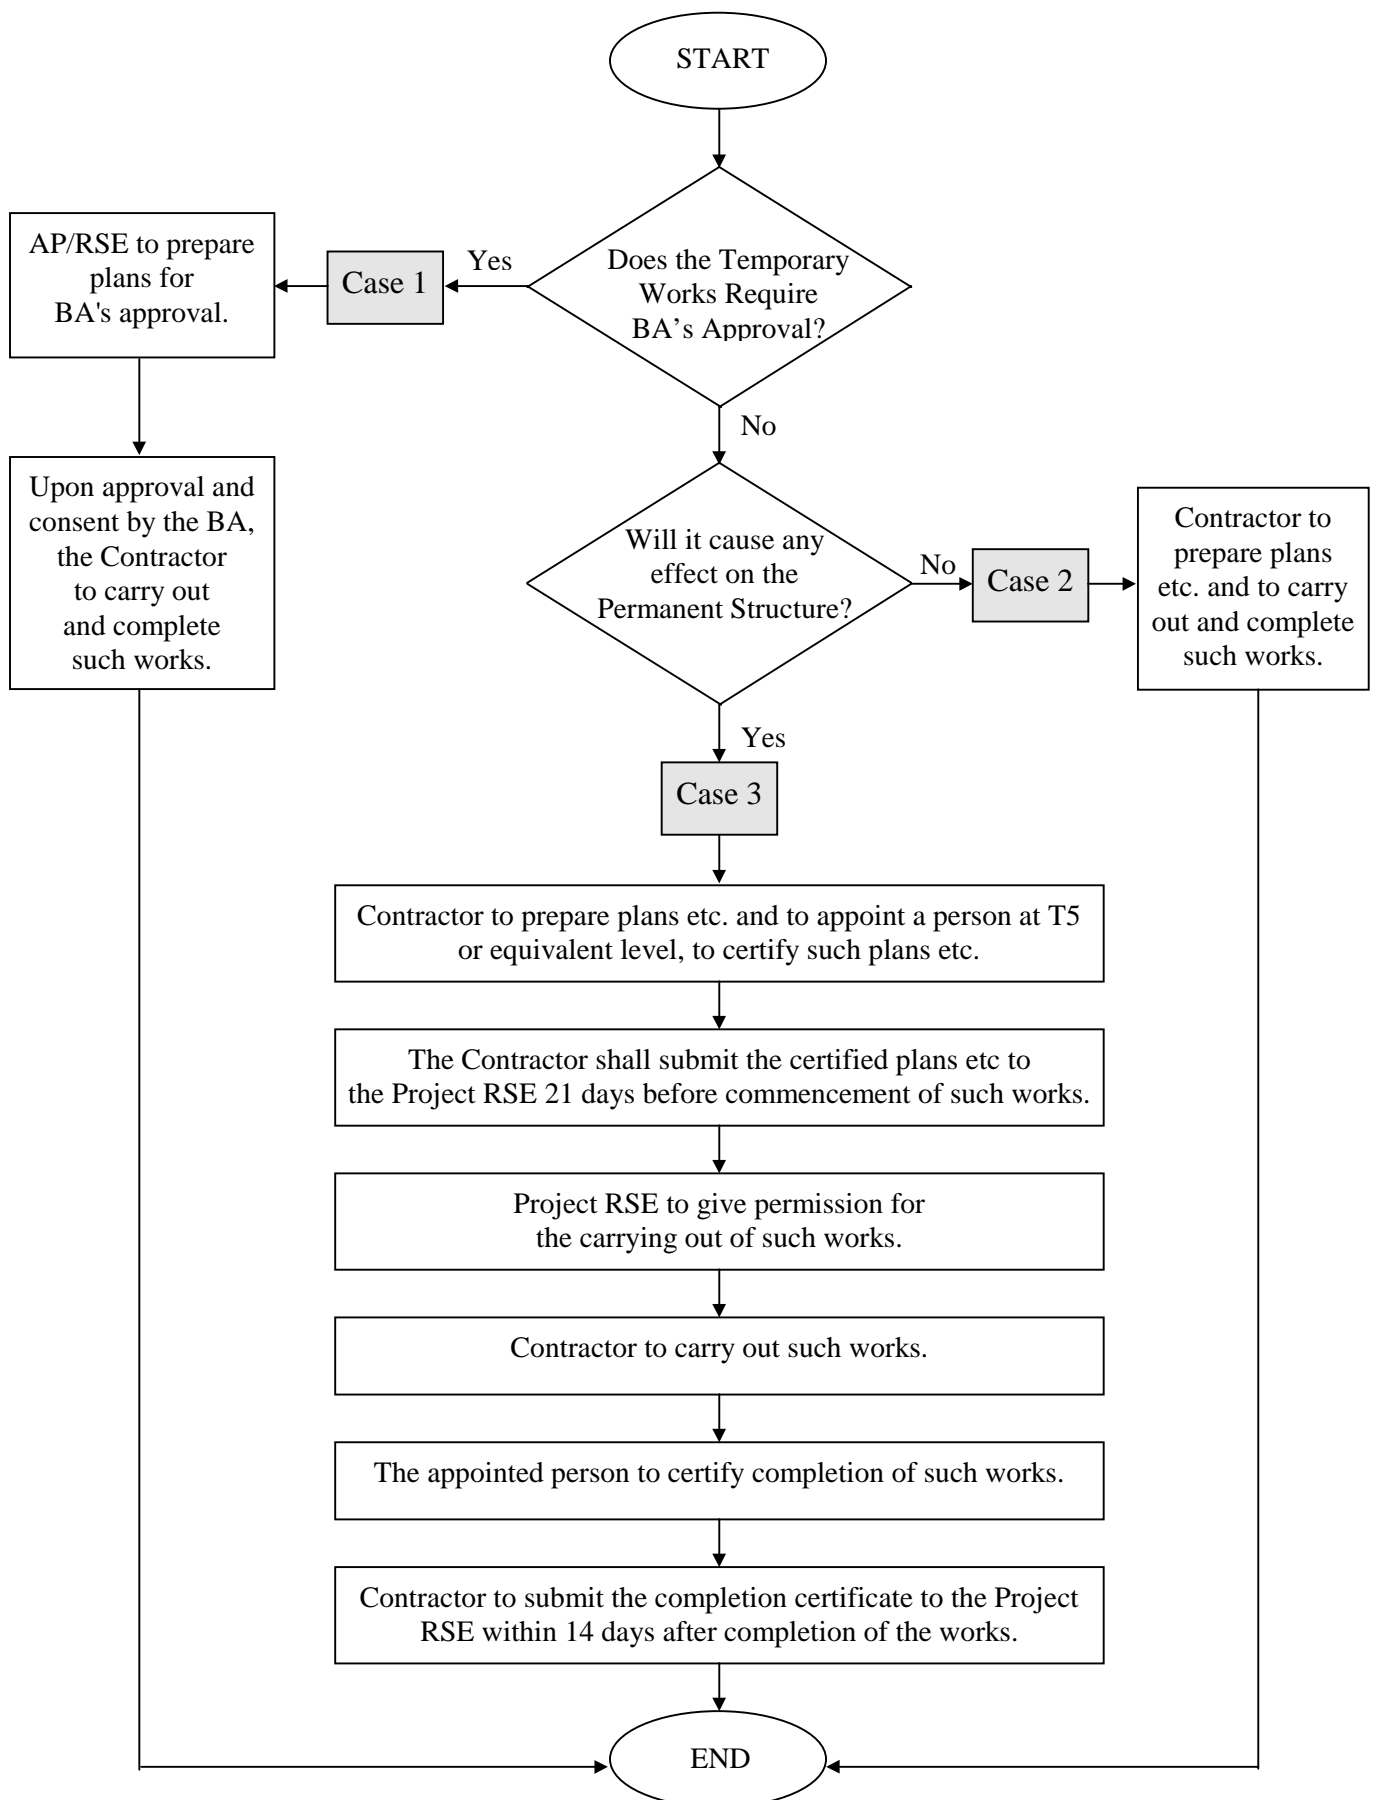 START
Does the Temporary
Works Require
BA’s Approval?
Yes
Case 1
AP/RSE to prepare
plans for
BA's approval.
Upon approval and
consent by the BA,
the Contractor
to carry out
and complete
such works.
No
Will it cause any
effect on the
Permanent Structure?
No
Case 2
Contractor to
prepare plans
etc. and to carry
out and complete
such works.
Yes
Case 3
Contractor to prepare plans etc. and to appoint a person at T5
or equivalent level, to certify such plans etc.
The Contractor shall submit the certified plans etc to
the Project RSE 21 days before commencement of such works.
Project RSE to give permission for
the carrying out of such works.
Contractor to carry out such works.
The appointed person to certify completion of such works.
Contractor to submit the completion certificate to the Project
RSE within 14 days after completion of the works.
END